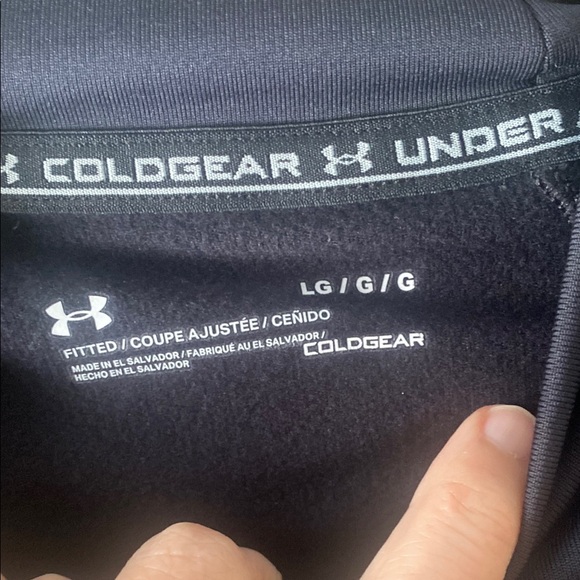 COLDGEAR UNDER
LG / G / G
FITTED / COUPE AJUSTÉE / CEÑIDO
MADE IN EL SALVADOR / FABRIQUÉ AU EL SALVADOR /
HECHO EN EL SALVADOR
COLDGEAR